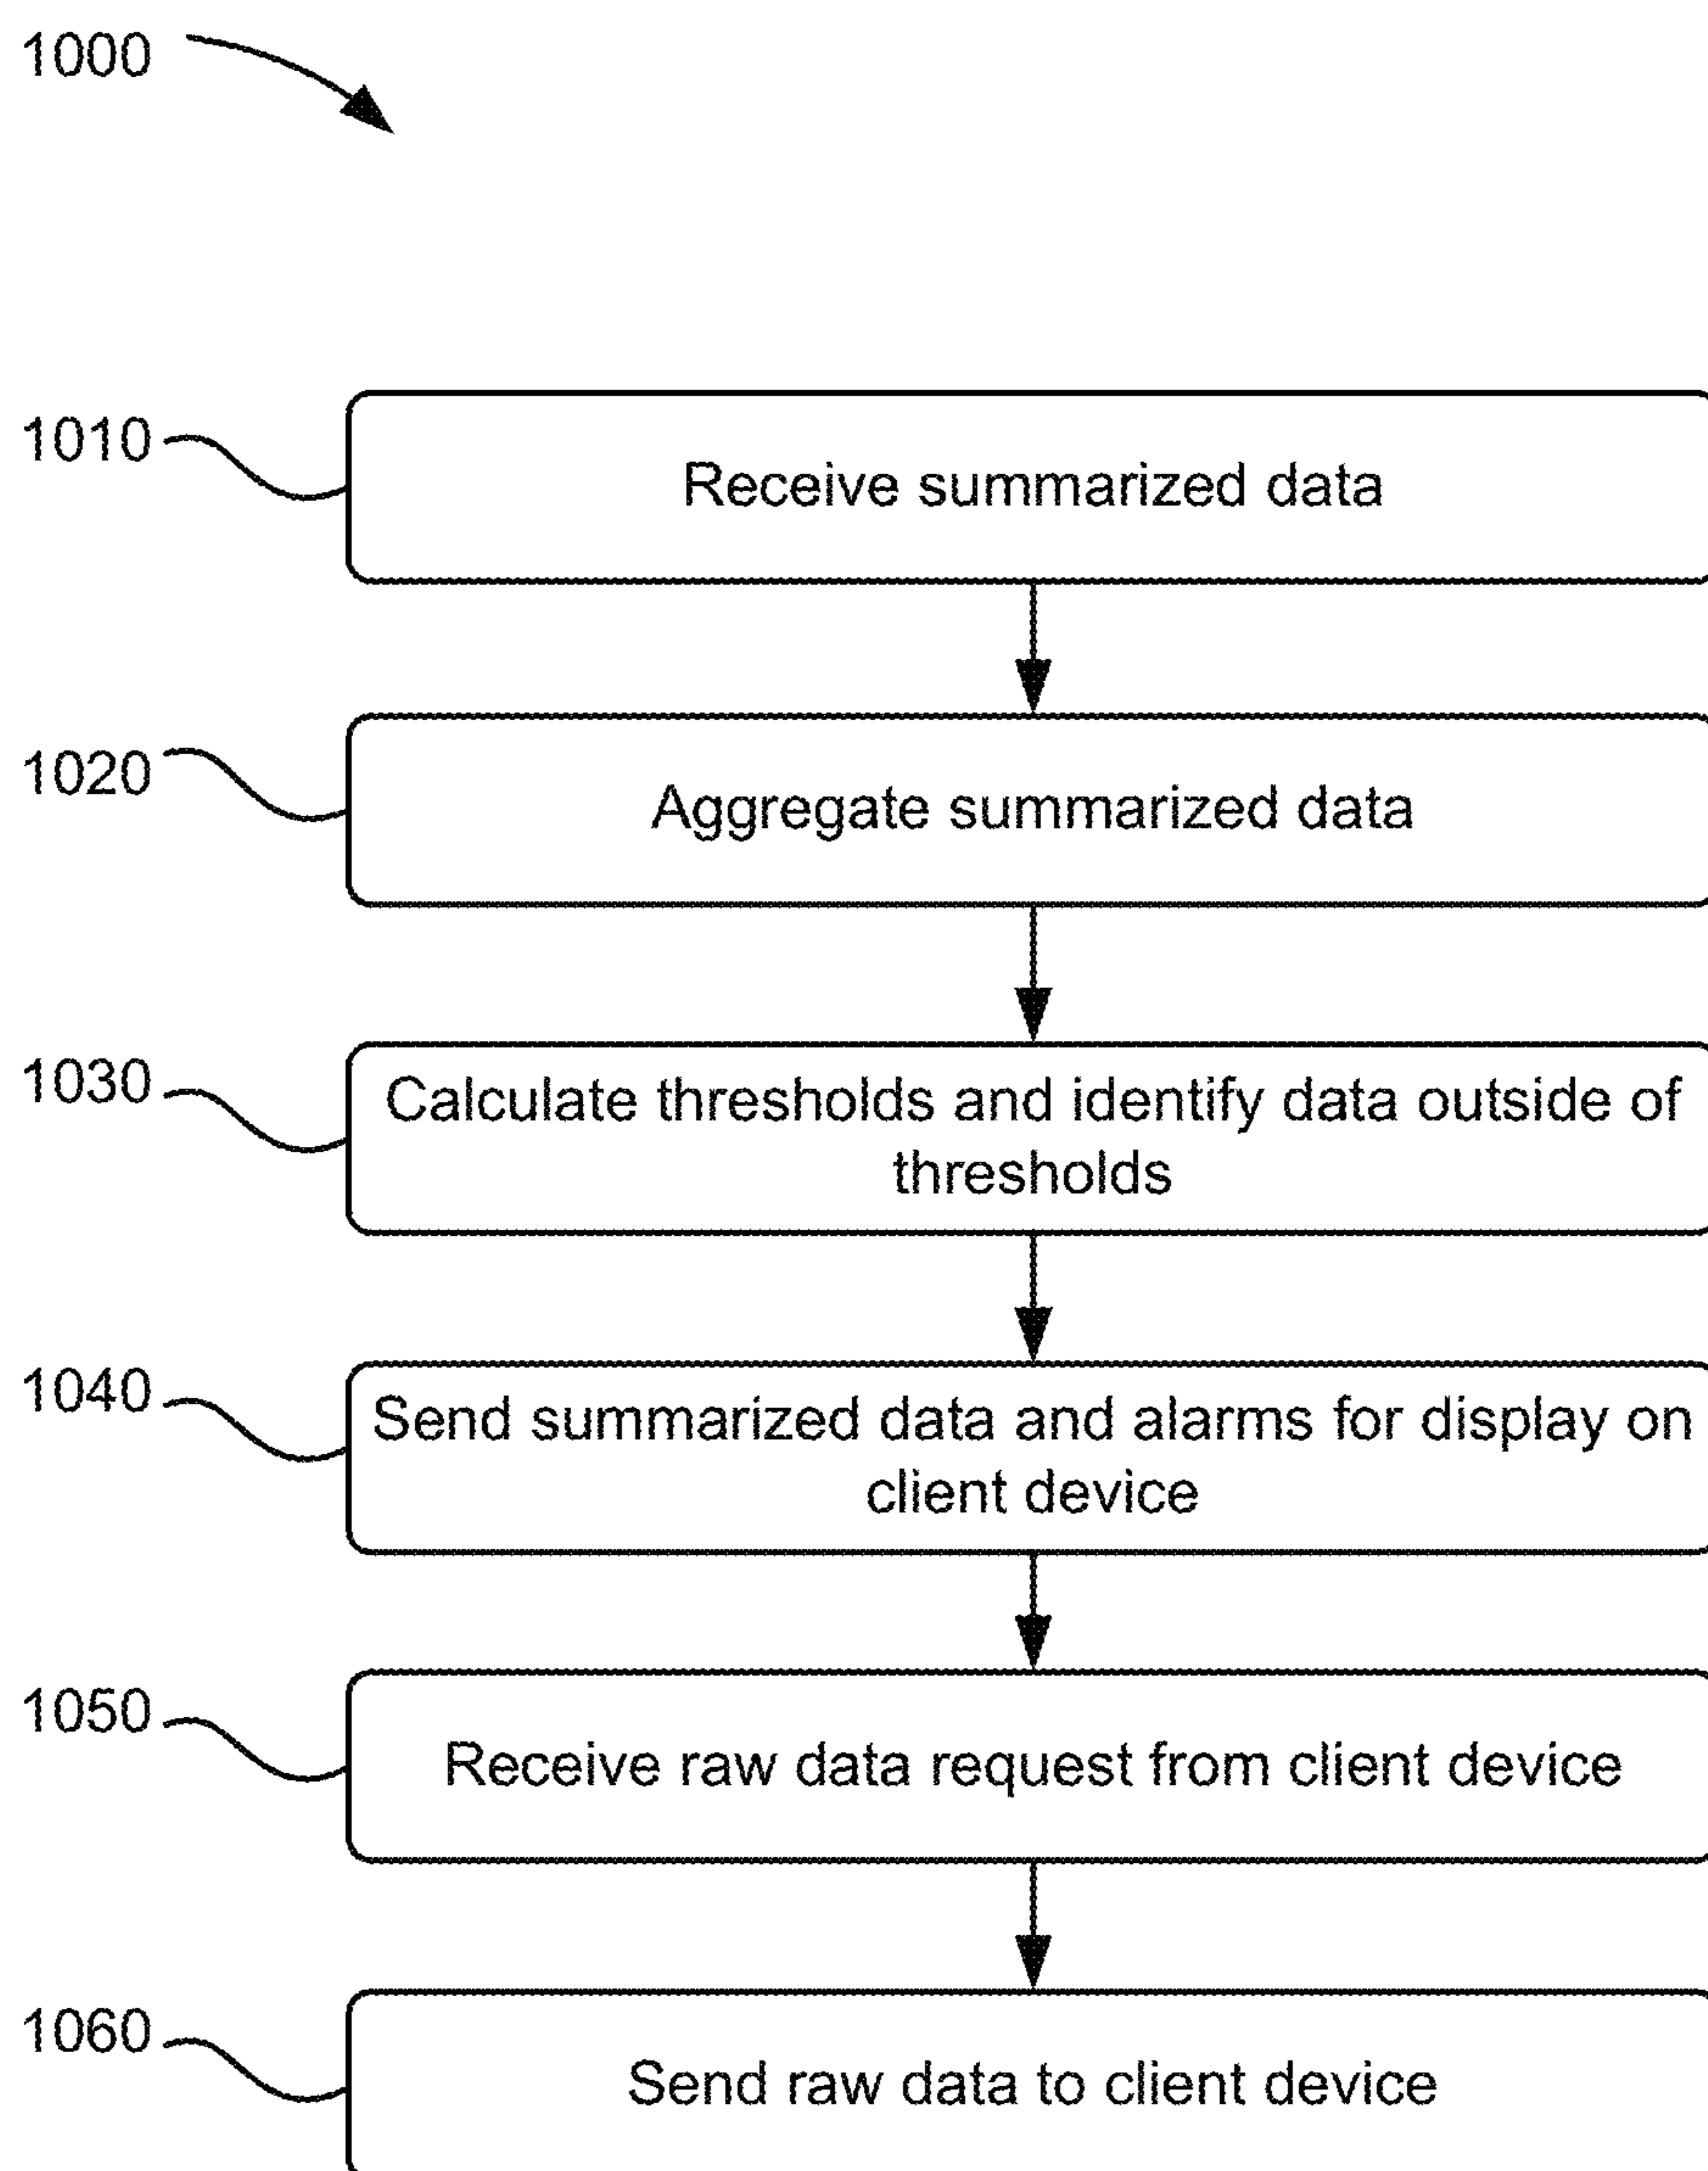 1000
1010
Receive summarized data
1020
Aggregate summarized data
1030
Calculate thresholds and identify data outside of
thresholds
1040
Send summarized data and alarms for display on
client device
1050
Receive raw data request from client device
1060
Send raw data to client device